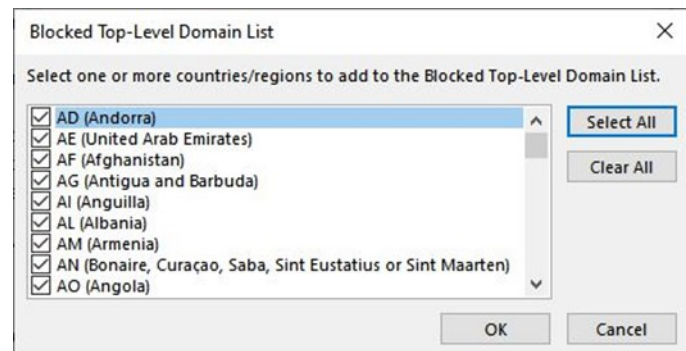 Blocked Top-Level Domain List
Select one or more countries/regions to add to the Blocked Top-Level Domain List.
AD (Andorra)
AE (United Arab Emirates)
AF (Afghanistan)
AG (Antigua and Barbuda)
AI (Anguilla)
AL (Albania)
AM (Armenia)
AN (Bonaire, Curaçao, Saba, Sint Eustatius or Sint Maarten)
AO (Angola)
Select All
Clear All
OK
Cancel